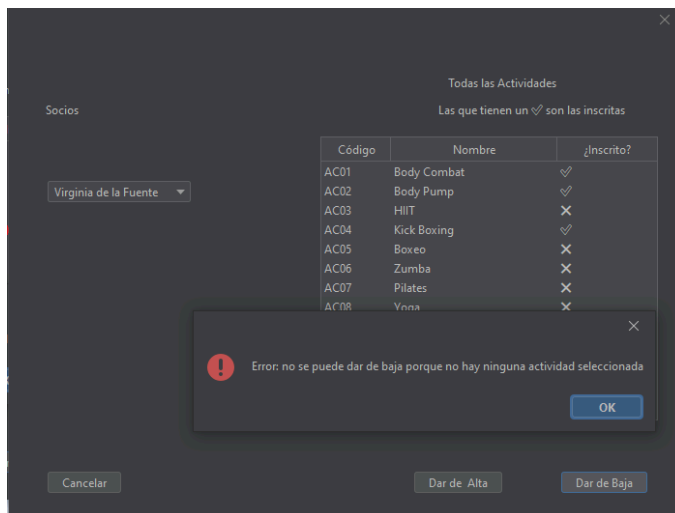 Todas las Actividades
Socios
Las que tienen un ✓ son las inscritas
Código Nombre ¿Inscrito?
AC01 Body Combat ✓
Virginia de la Fuente
AC02 Body Pump ✓
AC03 HIIT ✕
AC04 Kick Boxing ✓
AC05 Boxeo ✕
AC06 Zumba ✕
AC07 Pilates ✕
AC08 Yoga ✕
Error: no se puede dar de baja porque no hay ninguna actividad seleccionada
OK
Cancelar
Dar de Alta
Dar de Baja